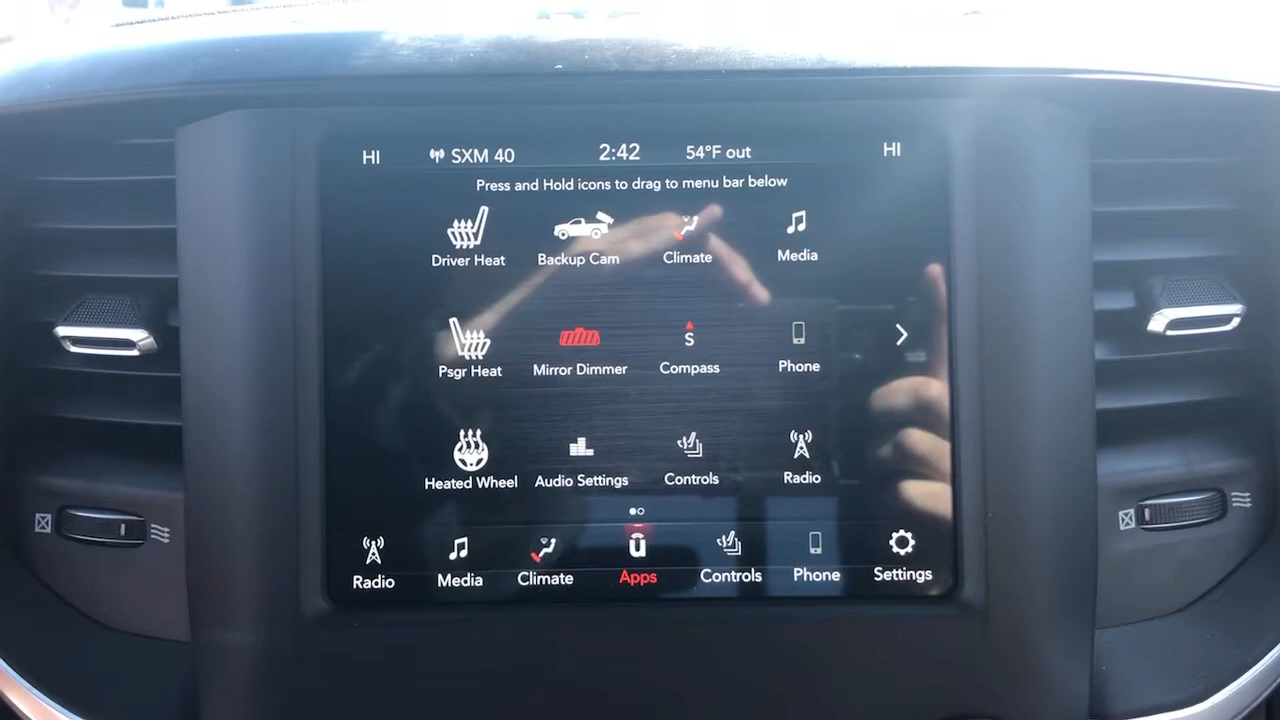 HI SXM 40 2:42 54°F out HI
Press and Hold icons to drag to menu bar below
Driver Heat Backup Cam Climate Media
S
Psgr Heat Mirror Dimmer Compass Phone
Heated Wheel Audio Settings Controls Radio
Radio Media Climate Apps Controls Phone Settings